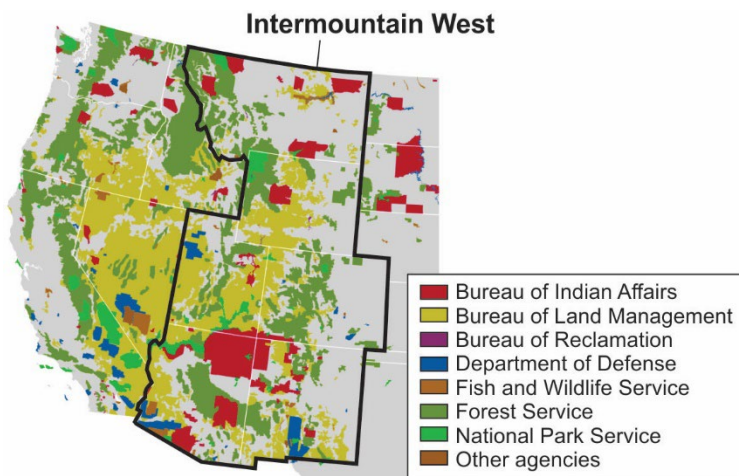 Intermountain West
Bureau of Indian Affairs
Bureau of Land Management
Bureau of Reclamation
Department of Defense
Fish and Wildlife Service
Forest Service
National Park Service
Other agencies